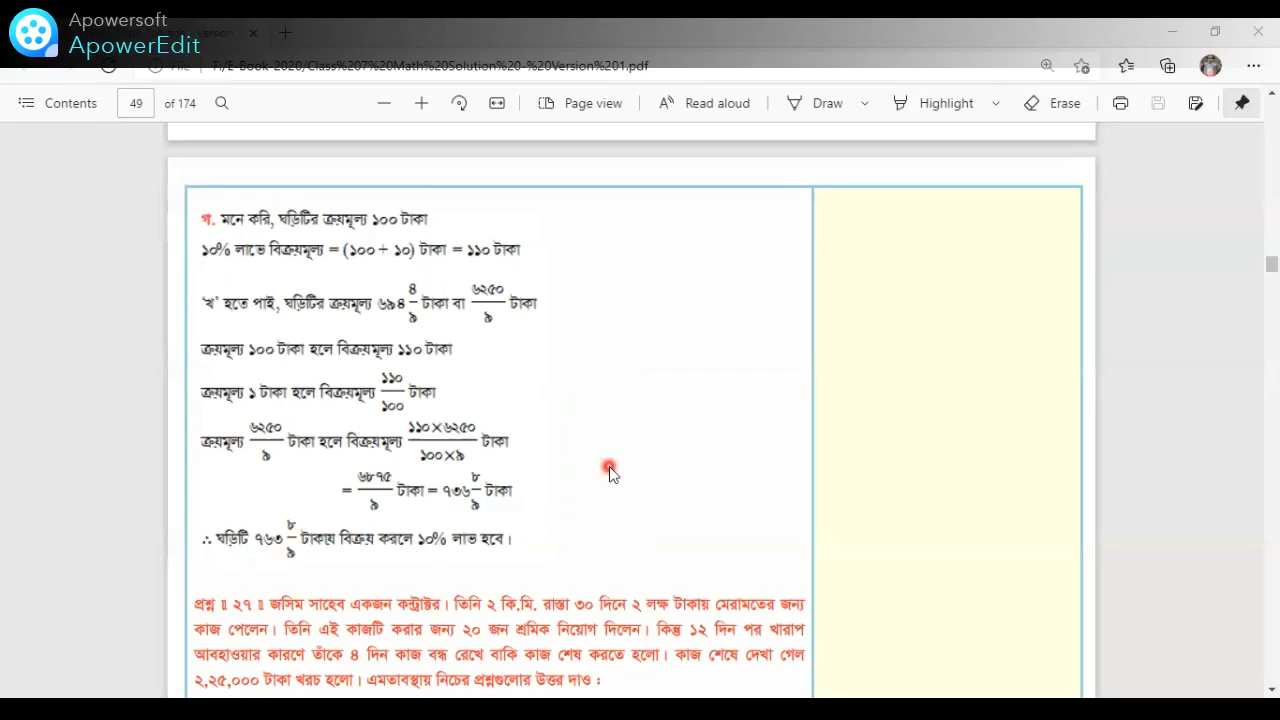 Apowersoft
ApowerEdit
F:/E-Book-2020/Class%207%20Math%20Solution%20-%20Version%201.pdf
Contents 49 of 174 Page view Read aloud Draw Highlight Erase
গ. মনে করি, ঘড়িটির ক্রয়মূল্য ১০০ টাকা
১০% লাভে বিক্রয়মূল্য = (১০০ + ১০) টাকা = ১১০ টাকা
'খ' হতে পাই, ঘড়িটির ক্রয়মূল্য ৬৯৪ ৪/৯ টাকা বা ৬২৫০/৯ টাকা
ক্রয়মূল্য ১০০ টাকা হলে বিক্রয়মূল্য ১১০ টাকা
ক্রয়মূল্য ১ টাকা হলে বিক্রয়মূল্য ১১০/১০০ টাকা
ক্রয়মূল্য ৬২৫০/৯ টাকা হলে বিক্রয়মূল্য ১১০×৬২৫০/১০০×৯ টাকা
= ৬৮৭৫/৯ টাকা = ৭৩৬ ৮/৯ টাকা
∴ ঘড়িটি ৭৬৩ ৮/৯ টাকায় বিক্রয় করলে ১০% লাভ হবে।
প্রশ্ন ॥ ২৭ ॥ জসিম সাহেব একজন কন্ট্রাক্টর। তিনি ২ কি.মি. রাস্তা ৩০ দিনে ২ লক্ষ টাকায় মেরামতের জন্য
কাজ পেলেন। তিনি এই কাজটি করার জন্য ২০ জন শ্রমিক নিয়োগ দিলেন। কিন্তু ১২ দিন পর খারাপ
আবহাওয়ার কারণে তাঁকে ৪ দিন কাজ বন্ধ রেখে বাকি কাজ শেষ করতে হলো। কাজ শেষে দেখা গেল
২,২৫,০০০ টাকা খরচ হলো। এমতাবস্থায় নিচের প্রশ্নগুলোর উত্তর দাও :